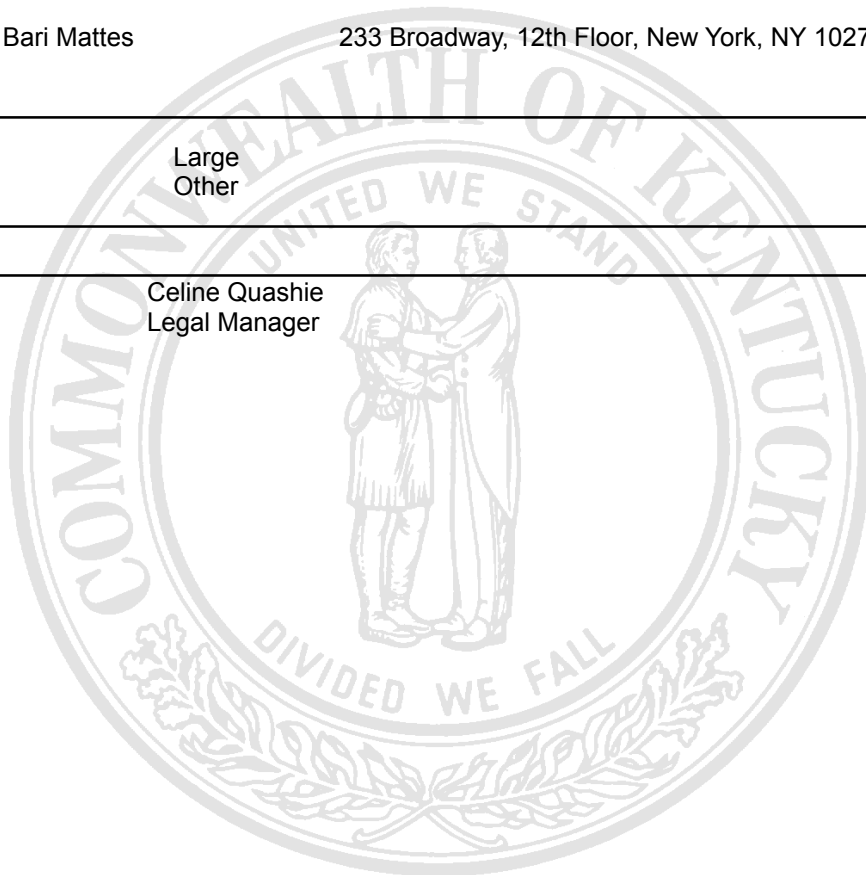 Bari Mattes 233 Broadway, 12th Floor, New York, NY 1027
Large
Other
Celine Quashie
Legal Manager
COMMONWEALTH OF KENTUCKY
UNITED WE STAND
DIVIDED WE FALL